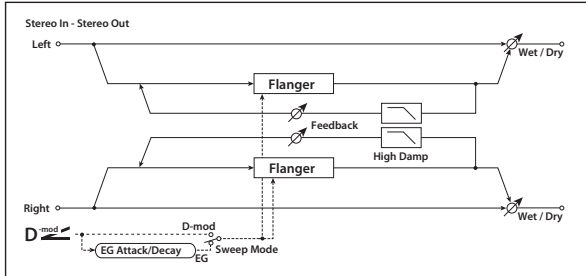 Stereo In - Stereo Out
Left
Wet / Dry
Flanger
Feedback
High Damp
Flanger
Right
Wet / Dry
D-mod
D-mod
EG Attack/Decay
EG
Sweep Mode